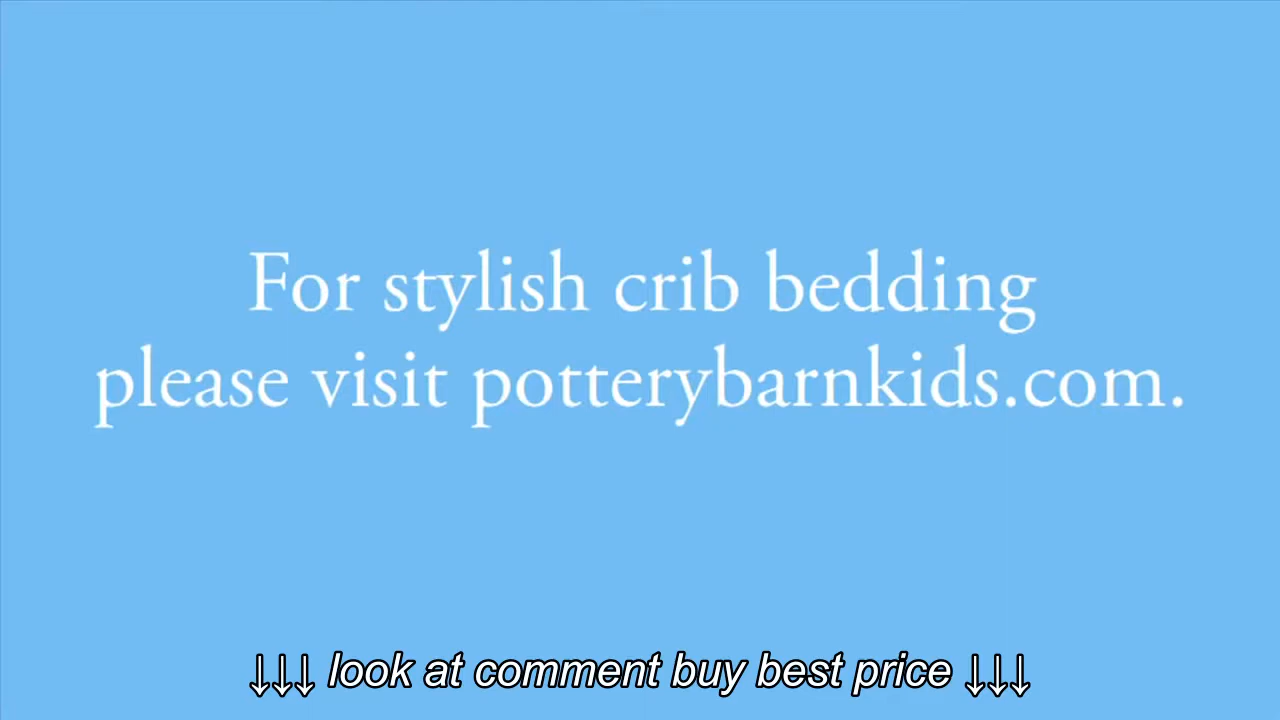 For stylish crib bedding
please visit potterybarnkids.com.
↓↓↓ look at comment buy best price ↓↓↓